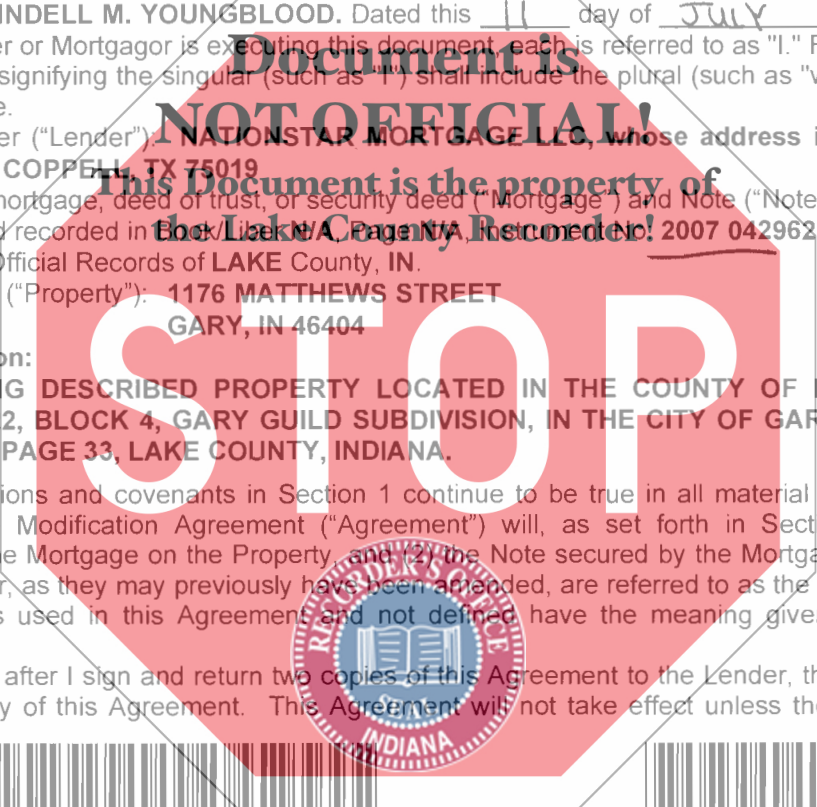 INDELL M. YOUNGBLOOD. Dated this 11 day of JULY
er or Mortgagor is executing this document, each is referred to as "I."
signifying the singular (such as "I") shall include the plural (such as
e.
Document is
NOT OFFICIAL!
This Document is the property of
the Lake County Recorder!
er ("Lender"): NATIONSTAR MORTGAGE LLC, whose address
COPPELL, TX 75019
mortgage, deed of trust, or security deed ("Mortgage") and Note ("Note
d recorded in Book/Liber N/A, Page N/A, Instrument No: 2007 042962
Official Records of LAKE County, IN.
("Property"): 1176 MATTHEWS STREET
GARY, IN 46404
on:
NG DESCRIBED PROPERTY LOCATED IN THE COUNTY OF
2, BLOCK 4, GARY GUILD SUBDIVISION, IN THE CITY OF GAR
PAGE 33, LAKE COUNTY, INDIANA.
STOP
tions and covenants in Section 1 continue to be true in all material
Modification Agreement ("Agreement") will, as set forth in Sect
he Mortgage on the Property, and (2) the Note secured by the Mortga
r, as they may previously have been amended, are referred to as the
s used in this Agreement and not defined have the meaning give
after I sign and return two copies of this Agreement to the Lender, th
y of this Agreement. This Agreement will not take effect unless the
RECORDER'S OFFICE
SEAL
INDIANA